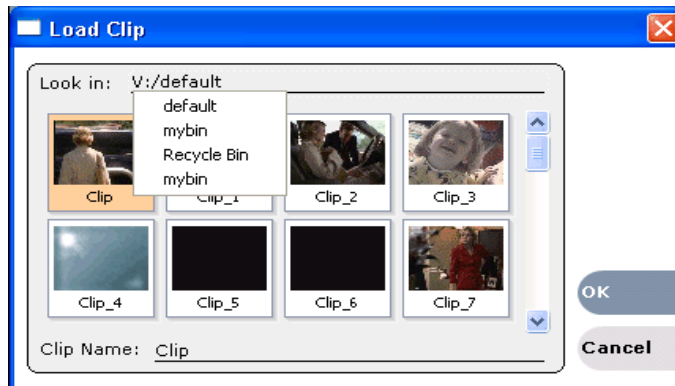 Load Clip
Look in: V:/default
default
mybin
Recycle Bin
mybin
Clip Clip_1 Clip_2 Clip_3
Clip_4 Clip_5 Clip_6 Clip_7
OK
Clip Name: Clip
Cancel